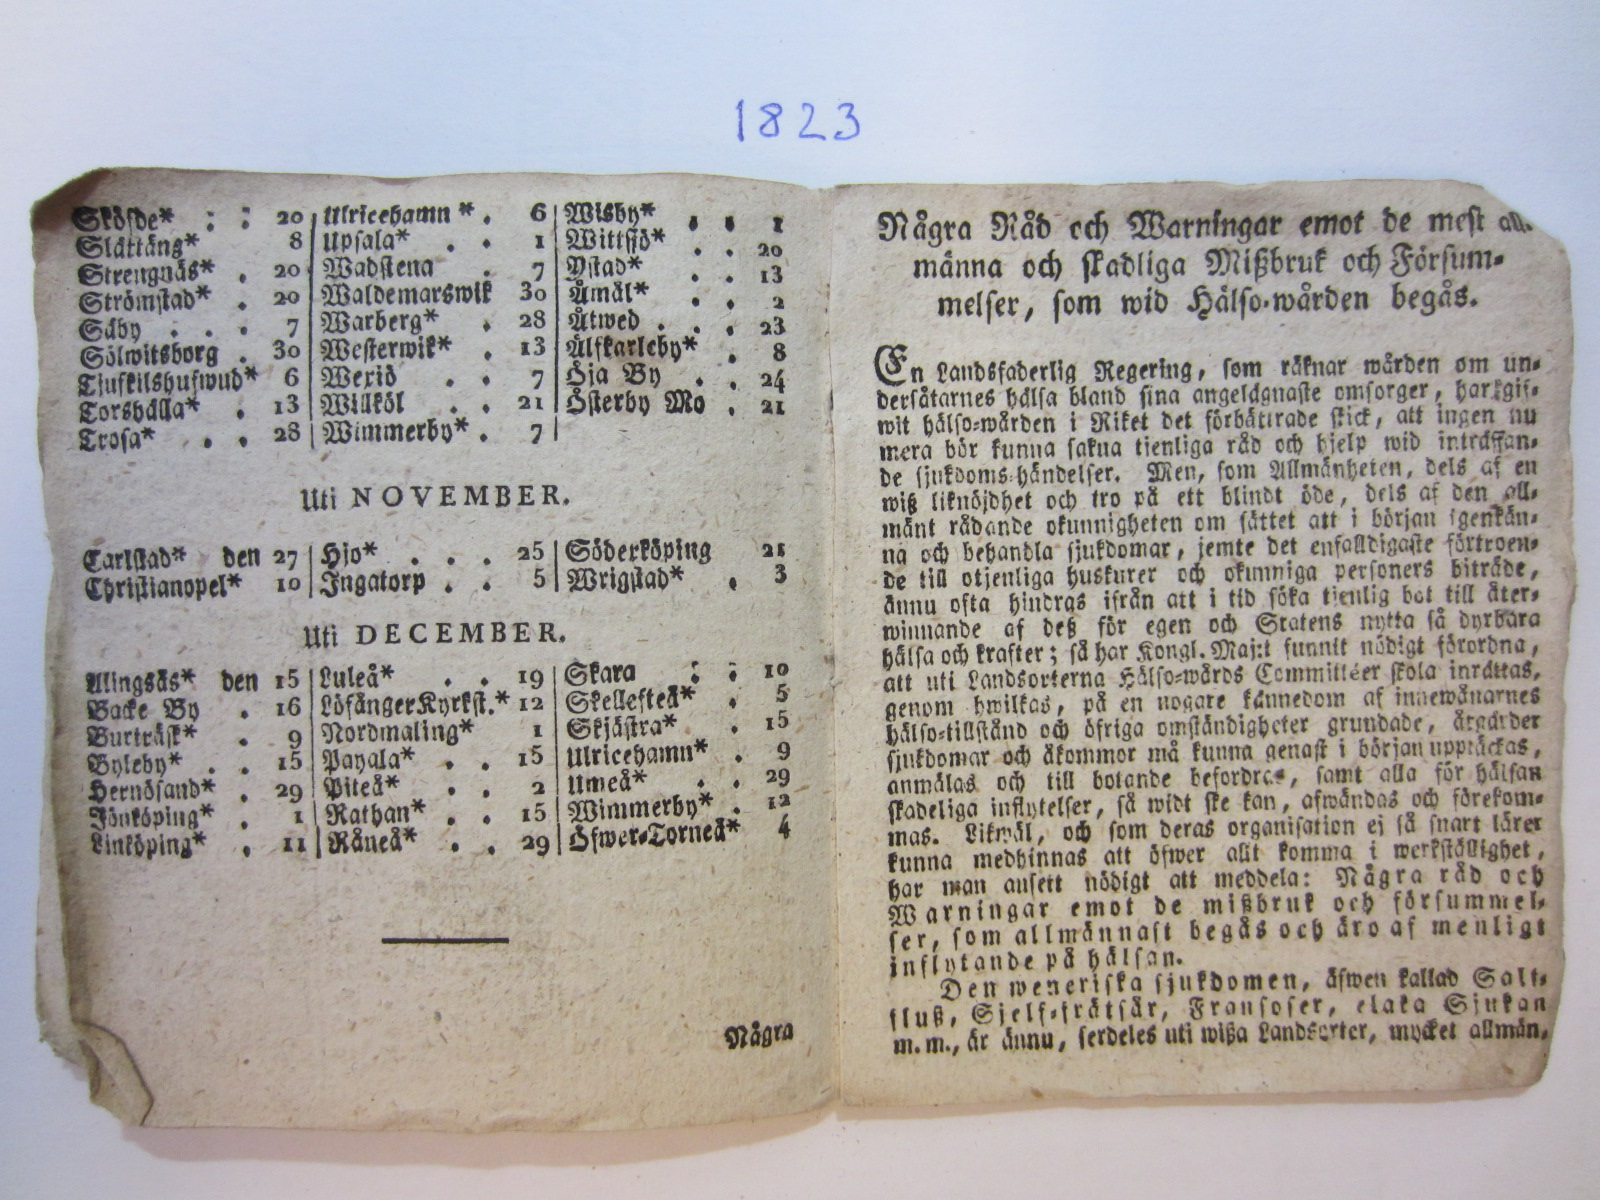 1823
Sköfde* : : 20 | Ulricehamn * . 6 | Wisby* . . 1
Slättäng* 8 | Upsala* . . 1 | Wittsiö* . . 20
Strengnäs* . 20 | Wadstena . 7 | Ystad* . . 13
Strömstad* . 20 | Waldemarswik 30 | Åmål* . . 2
Säby . . . 7 | Warberg* . 28 | Åtwed . . . 23
Sölwitsborg . 30 | Westerwik* . 13 | Älfkarleby* . 8
Tjufkilshufwud* 6 | Wexiö . . 7 | Öja By . . 24
Torshälla* . 13 | Willköl . . 21 | Österby Mo . 21
Trosa* . . 28 | Wimmerby* . 7 |
Uti NOVEMBER.
Carlstad* den 27 | Hjo* . . . 25 | Söderköping 21
Christianopel* 10 | Ingatorp . . 5 | Wrigstad* . 3
Uti DECEMBER.
Alingsås* den 15 | Luleå* . . 19 | Skara : : 10
Backe By . 16 | Löfånger Kyrkst.* 12 | Skellefteå* . 5
Burträsk* . 9 | Nordmaling* 1 | Skjästra* . 15
Byleby* . . 15 | Payala* . . 15 | Ulricehamn* . 9
Hernösand* . 29 | Piteå* . . 2 | Umeå* . . 29
Jönköping* . 1 | Rathan* . . 15 | Wimmerby* . 12
Linköping* . 11 | Råneå* . . 29 | Öfwer-Torneå* 4
Några
Några Råd och Warningar emot de mest all-
männa och skadliga Mißbruk och Försum-
melser, som wid Hälso-wården begås.
En Landsfaderlig Regering, som räknar wården om un-
dersåtarnes hälsa bland sina angelägnaste omsorger, har gif-
wit hälso-wården i Riket det förbättrade skick, att ingen nu
mera bör kunna sakna tjenliga råd och hjelp wid inträffan-
de sjukdoms-händelser. Men, som Allmänheten, dels af en
wiß liknöjdhet och tro på ett blindt öde, dels af den all-
mänt rådande okunnigheten om sättet att i början igenkän-
na och behandla sjukdomar, jemte det enfalldigaste förtroen-
de till otjenliga huskurer och okunniga personers biträde,
ännu ofta hindras ifrån att i tid söka tjenlig bot till åter-
winnande af deß för egen och Statens nytta så dyrbara
hälsa och krafter; så har Kongl. Maj:t funnit nödigt förordna,
att uti Landsorterna Hälso-wårds Committéer skola inrättas,
genom hwilkas, på en nogare kännedom af innewånarnes
hälso-tillstånd och öfriga omständigheter grundade, åtgärder
sjukdomar och åkommor må kunna genast i början upptäckas,
anmälas och till botande befordras, samt alla för hälsan
skadeliga inflytelser, så widt ske kan, afwändas och förekom-
mas. Likwäl, och som deras organisation ej så snart lärer
kunna medhinnas att öfwer allt komma i werkställighet,
har man ansett nödigt att meddela: Några råd och
Warningar emot de mißbruk och försummel-
ser, som allmännast begås och äro af menligt
inflytande på hälsan.
Den weneriska sjukdomen, äfwen kallad Salt-
fluß, Sjelf-frätsår, Fransoser, elaka Sjukan
m. m., är ännu, serdeles uti wißa Landsorter, mycket allmän,